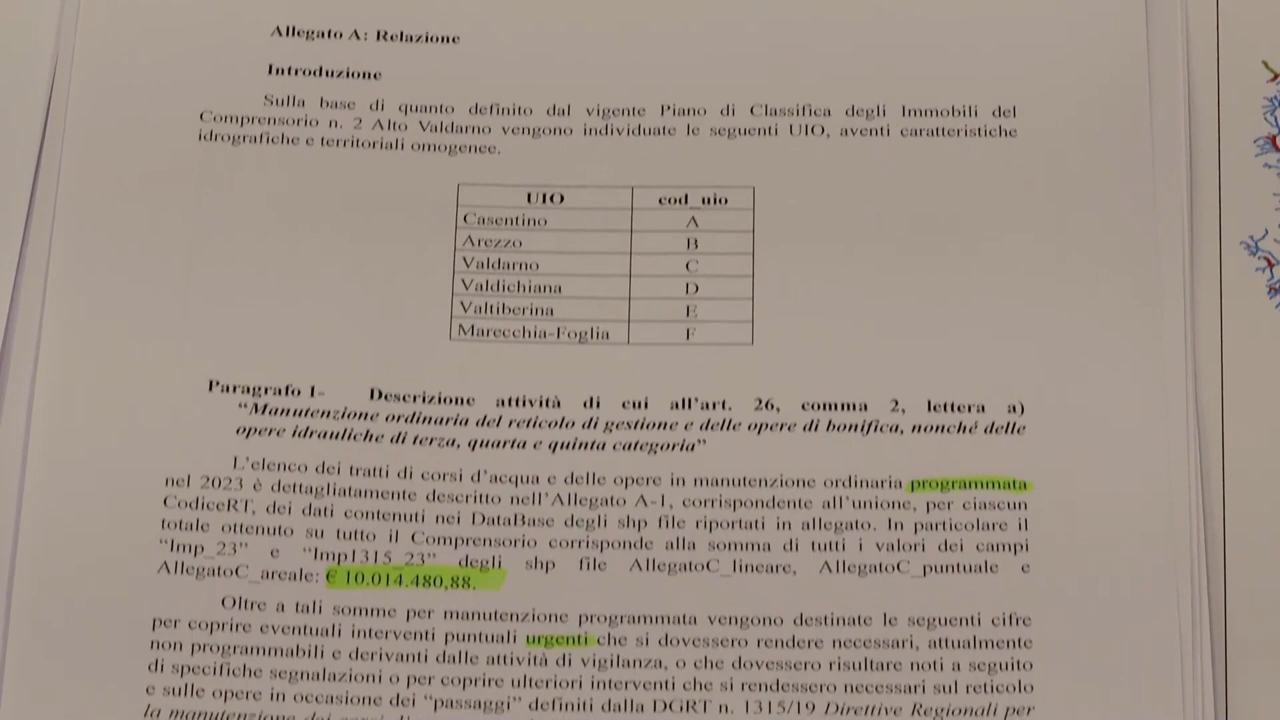 Allegato A: Relazione
Introduzione
Sulla base di quanto definito dal vigente Piano di Classifica degli Immobili del
Comprensorio n. 2 Alto Valdarno vengono individuate le seguenti UIO, aventi caratteristiche
idrografiche e territoriali omogenee.
UIO cod_uio
Casentino A
Arezzo B
Valdarno C
Valdichiana D
Valtiberina E
Marecchia-Foglia F
Paragrafo 1- Descrizione attività di cui all'art. 26, comma 2, lettera a)
“Manutenzione ordinaria del reticolo di gestione e delle opere di bonifica, nonché delle
opere idrauliche di terza, quarta e quinta categoria”
L'elenco dei tratti di corsi d'acqua e delle opere in manutenzione ordinaria programmata
nel 2023 è dettagliatamente descritto nell'Allegato A-1, corrispondente all'unione, per ciascun
CodiceRT, dei dati contenuti nei DataBase degli shp file riportati in allegato. In particolare il
totale ottenuto su tutto il Comprensorio corrisponde alla somma di tutti i valori dei campi
“Imp_23” e “Imp1315_23” degli shp file AllegatoC_lineare, AllegatoC_puntuale e
AllegatoC_areale: € 10.014.480,88.
Oltre a tali somme per manutenzione programmata vengono destinate le seguenti cifre
per coprire eventuali interventi puntuali urgenti che si dovessero rendere necessari, attualmente
non programmabili e derivanti dalle attività di vigilanza, o che dovessero risultare noti a seguito
di specifiche segnalazioni o per coprire ulteriori interventi che si rendessero necessari sul reticolo
e sulle opere in occasione dei “passaggi” definiti dalla DGRT n. 1315/19 Direttive Regionali per
la manutenzione dei corsi